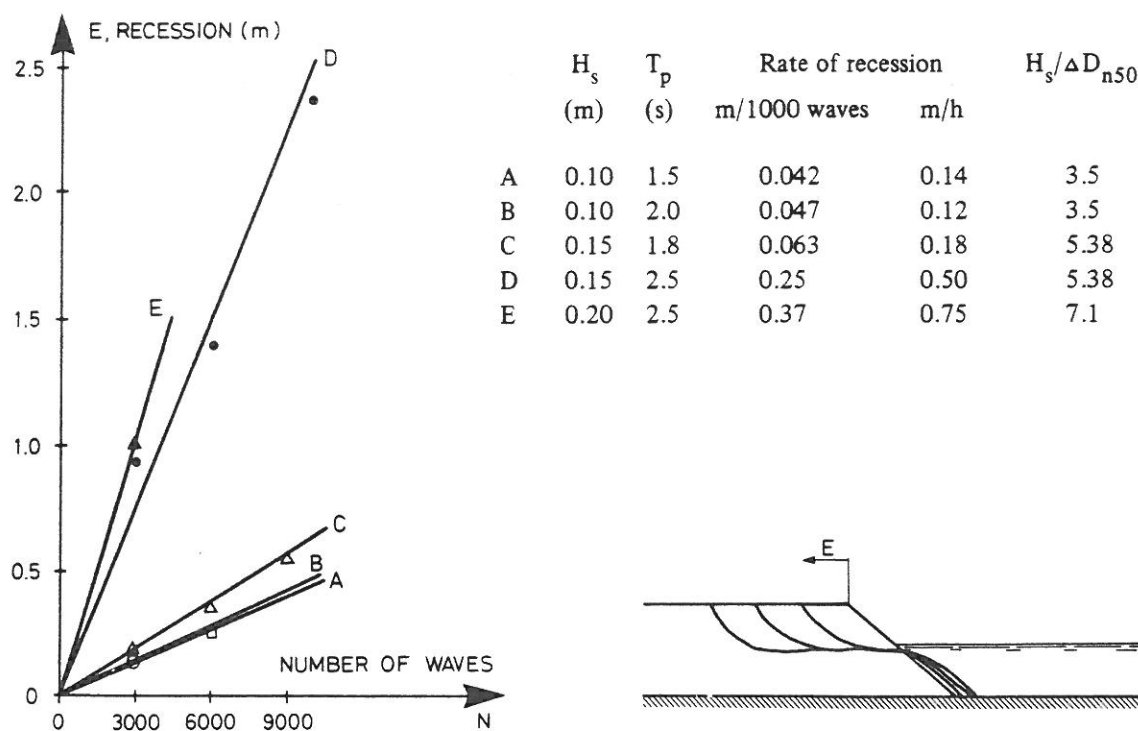 E, RECESSION (m)
2.5
2.0
1.5
1.0
0.5
0
D
E
C
B
A
NUMBER OF WAVES
N
0 3000 6000 9000
H_s T_p Rate of recession H_s/ΔD_n50
(m) (s) m/1000 waves m/h
A 0.10 1.5 0.042 0.14 3.5
B 0.10 2.0 0.047 0.12 3.5
C 0.15 1.8 0.063 0.18 5.38
D 0.15 2.5 0.25 0.50 5.38
E 0.20 2.5 0.37 0.75 7.1
E